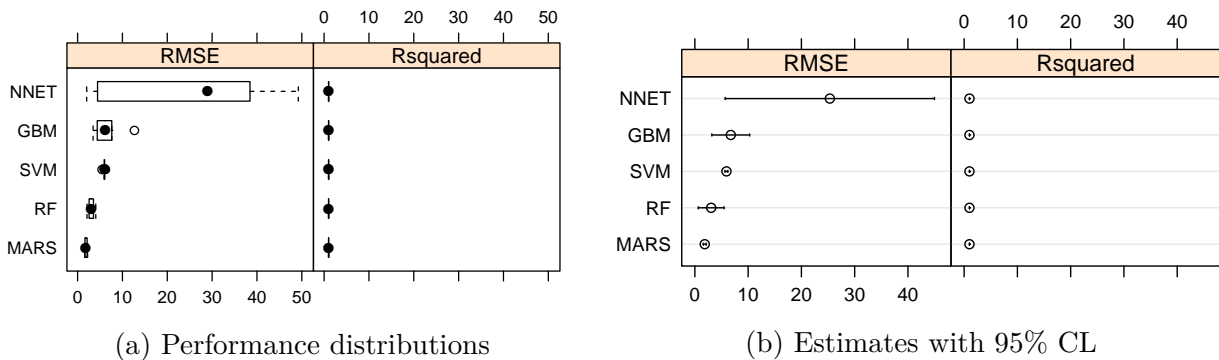 0 10 20 30 40 50
RMSE Rsquared
NNET
GBM
SVM
RF
MARS
0 10 20 30 40 50
(a) Performance distributions
0 10 20 30 40
RMSE Rsquared
NNET
GBM
SVM
RF
MARS
0 10 20 30 40
(b) Estimates with 95% CL